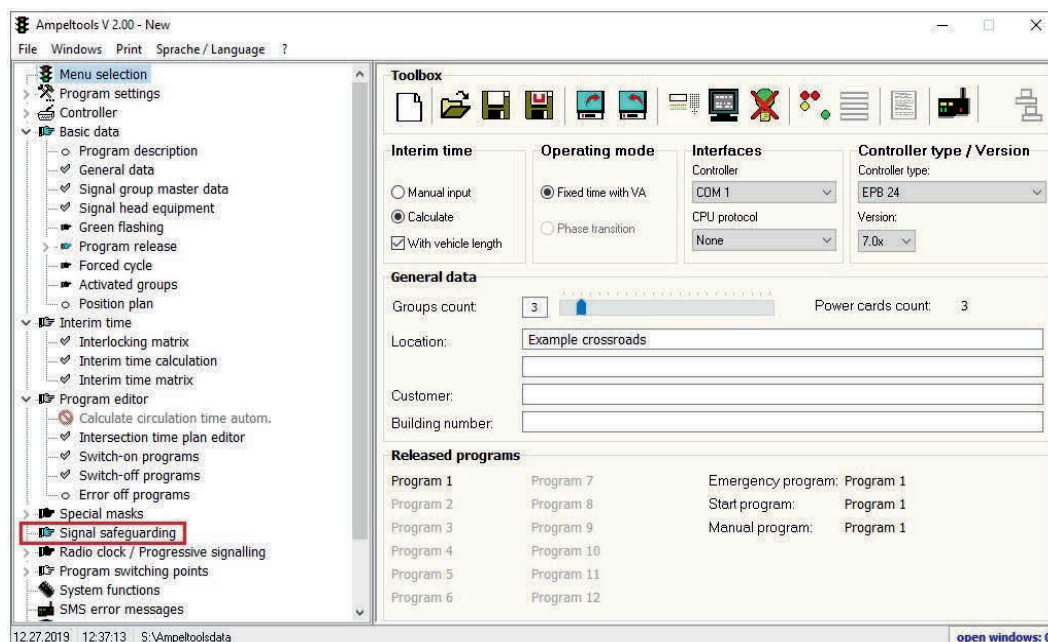 Ampeltools V 2.00 - New
File Windows Print Sprache / Language ?
Menu selection
Program settings
Controller
Basic data
Program description
General data
Signal group master data
Signal head equipment
Green flashing
Program release
Forced cycle
Activated groups
Position plan
Interim time
Interlocking matrix
Interim time calculation
Interim time matrix
Program editor
Calculate circulation time autom.
Intersection time plan editor
Switch-on programs
Switch-off programs
Error off programs
Special masks
Signal safeguarding
Radio clock / Progressive signalling
Program switching points
System functions
SMS error messages
Toolbox
Interim time
Manual input
Calculate
With vehicle length
Operating mode
Fixed time with VA
Phase transition
Interfaces
Controller
COM 1
CPU protocol
None
Controller type / Version
Controller type:
EPB 24
Version:
7.0x
General data
Groups count: 3 Power cards count: 3
Location: Example crossroads
Customer:
Building number:
Released programs
Program 1 Program 7 Emergency program: Program 1
Program 2 Program 8 Start program: Program 1
Program 3 Program 9 Manual program: Program 1
Program 4 Program 10
Program 5 Program 11
Program 6 Program 12
12.27.2019 12:37:13 S:\Ampeltoolsdata open windows: